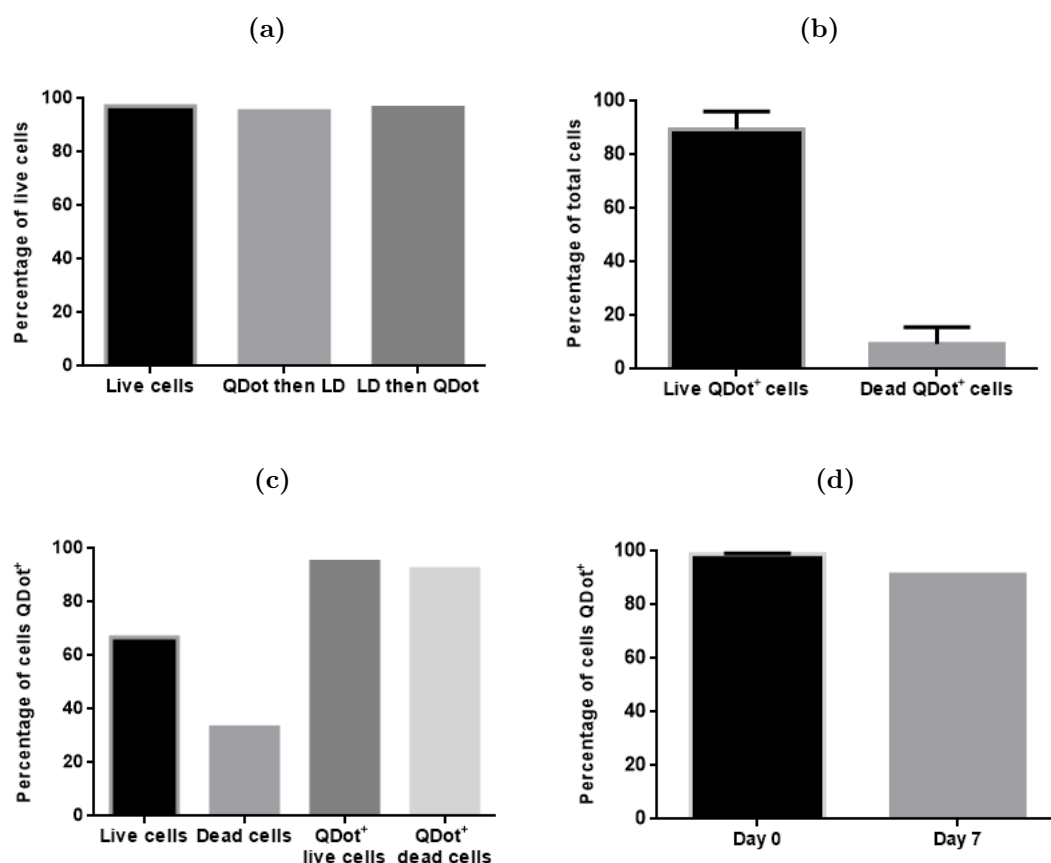 (a)
Percentage of live cells
100
80
60
40
20
0
Live cells QDot then LD LD then QDot
(b)
Percentage of total cells
100
80
60
40
20
0
Live QDot⁺ cells Dead QDot⁺ cells
(c)
Percentage of cells QDot⁺
100
80
60
40
20
0
Live cells Dead cells QDot⁺ QDot⁺
live cells dead cells
(d)
Percentage of cells QDot⁺
100
80
60
40
20
0
Day 0 Day 7